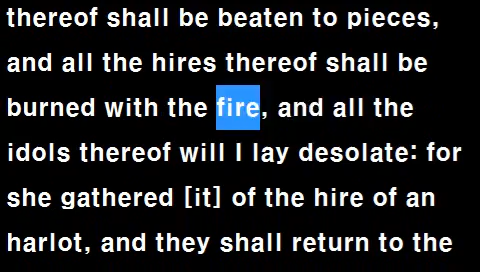 thereof shall be beaten to pieces,
and all the hires thereof shall be
burned with the fire, and all the
idols thereof will I lay desolate: for
she gathered [it] of the hire of an
harlot, and they shall return to the